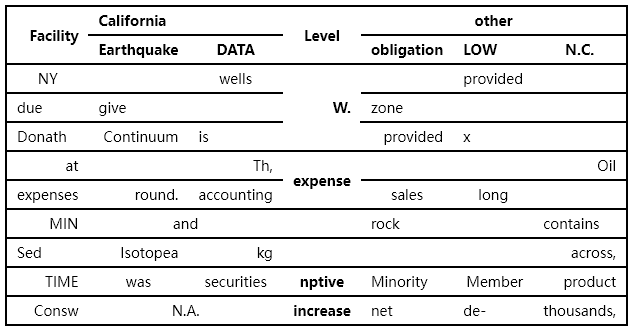 Facility California Level other
Earthquake DATA obligation LOW N.C.
NY wells W. provided
due give zone
Donath Continuum is provided x
at Th, expense Oil
expenses round. accounting sales long
MIN and rock contains
Sed Isotopea kg across,
TIME was securities nptive Minority Member product
Consw N.A. increase net de- thousands,